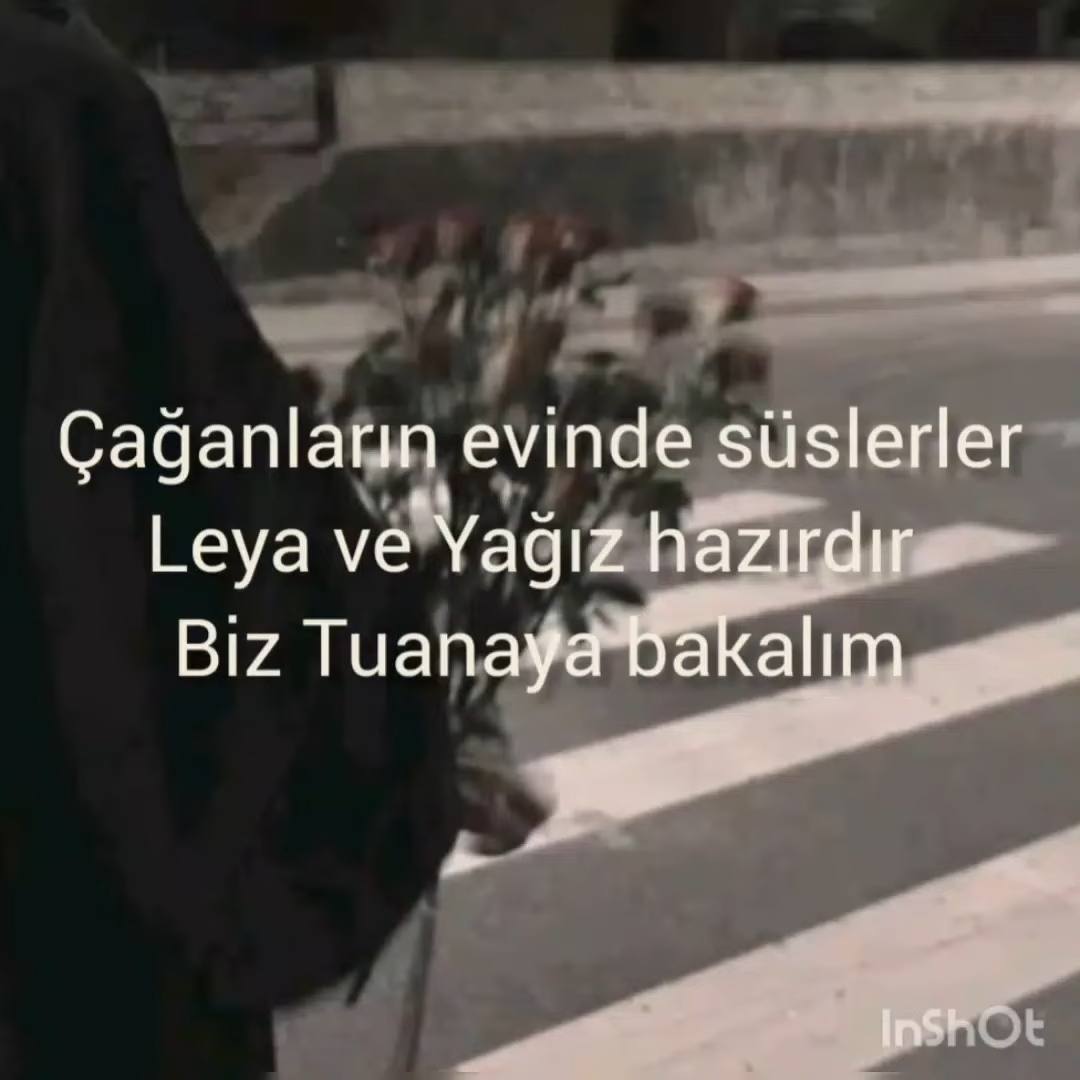 Çağanların evinde süslerler
Leya ve Yağız hazırdır
Biz Tuanaya bakalım
InShOt